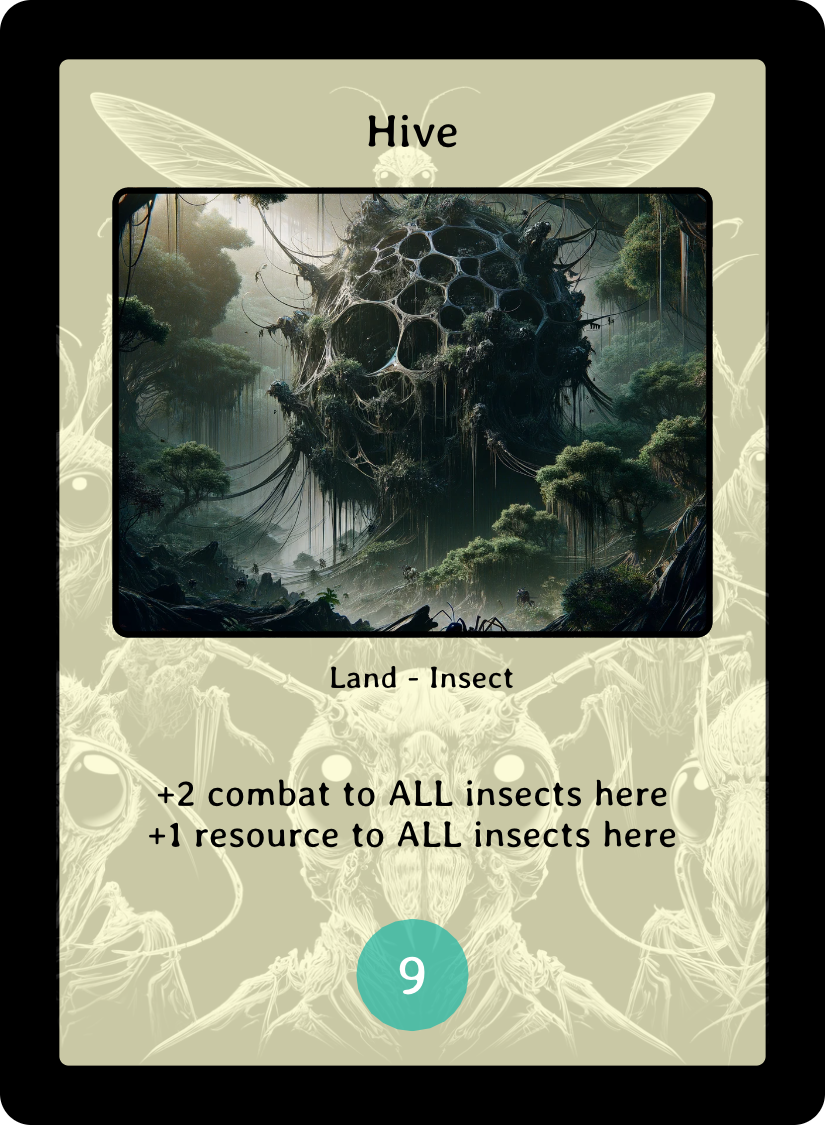 Hive
Land - Insect
+2 combat to ALL insects here
+1 resource to ALL insects here
9